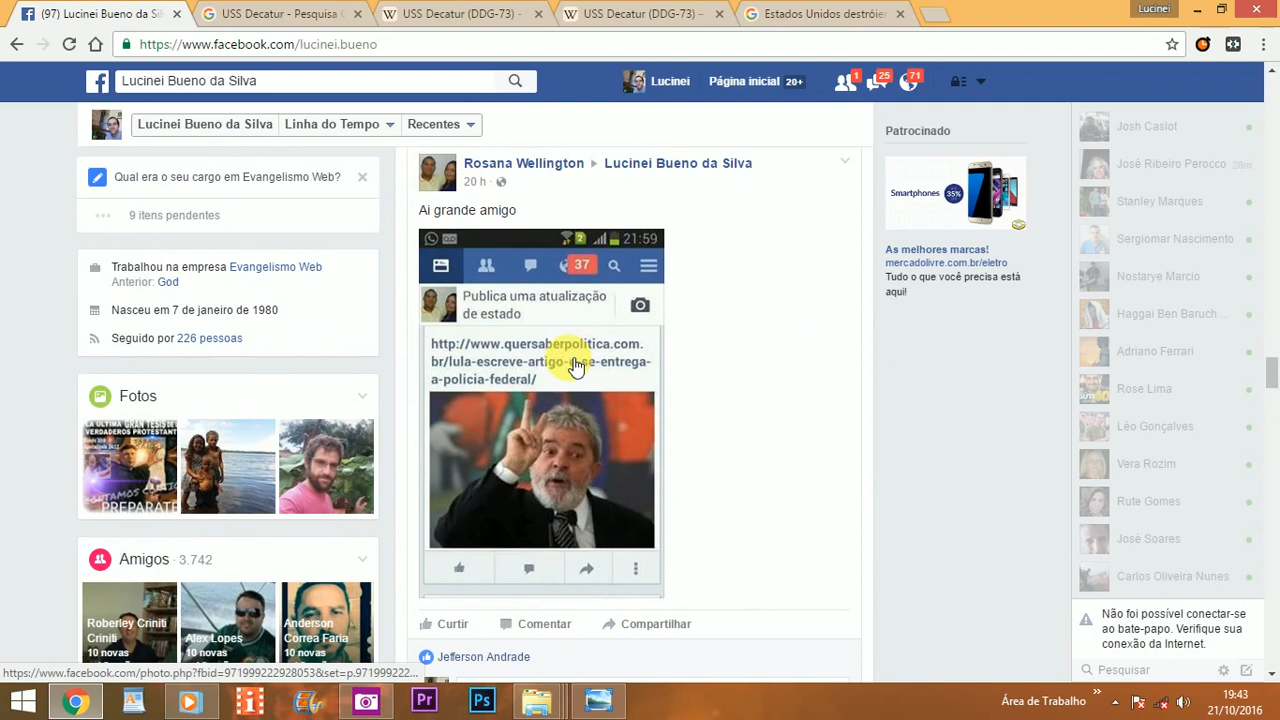 (97) Lucinei Bueno da Sil
USS Decatur - Pesquisa
USS Decatur (DDG-73) -
USS Decatur (DDG-73) –
Estados Unidos destróier
Lucinei
https://www.facebook.com/lucinei.bueno
Lucinei Bueno da Silva
Lucinei
Página inicial 20+
1
25
71
Lucinei Bueno da Silva
Linha do Tempo
Recentes
Qual era o seu cargo em Evangelismo Web?
9 itens pendentes
Trabalhou na empresa Evangelismo Web
Anterior: God
Nasceu em 7 de janeiro de 1980
Seguido por 226 pessoas
Fotos
PREPARATE
Amigos · 3.742
Roberley Criniti
Criniti
10 novas
Alex Lopes
10 novas
Anderson
Correa Faria
10 novas
Rosana Wellington
Lucinei Bueno da Silva
20 h
Ai grande amigo
21:59
37
Publica uma atualização
de estado
http://www.quersaberpolitica.com.
br/lula-escreve-artigo-e-se-entrega-
a-policia-federal/
Curtir
Comentar
Compartilhar
Jefferson Andrade
Patrocinado
Smartphones 35%
As melhores marcas!
mercadolivre.com.br/eletro
Tudo o que você precisa está
aqui!
Josh Caslot
José Ribeiro Perocco 28m
Stanley Marques
Sergiomar Nascimento
Nostarye Marcio
Haggai Ben Baruch ...
Adriano Ferrari
Rose Lima
Lèo Gonçalves
Vera Rozim
Rute Gomes
José Soares
Carlos Oliveira Nunes
Não foi possível conectar-se
ao bate-papo. Verifique sua
conexão da Internet.
Pesquisar
https://www.facebook.com/photo.php?fbid=971999222928053&set=p.971999222...
Pr
Ps
Área de Trabalho
19:43
21/10/2016